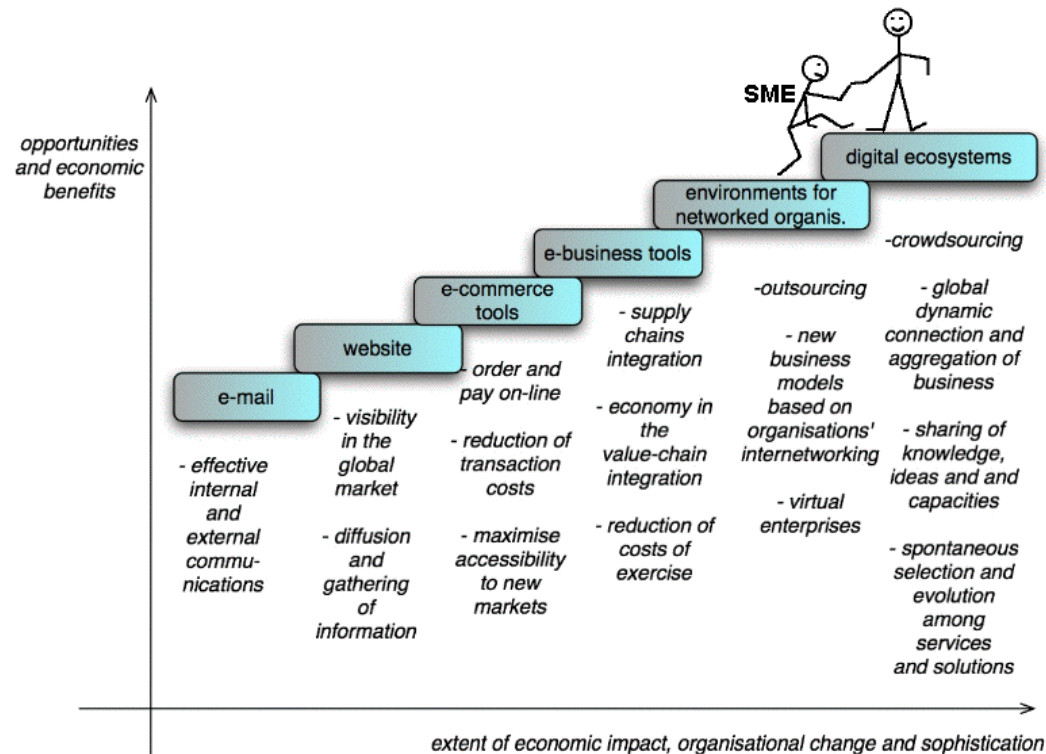 SME
opportunities
and economic
benefits
digital ecosystems
environments for
networked organis.
e-business tools
e-commerce
tools
website
e-mail
- effective
internal
and
external
commu-
nications
- visibility
in the
global
market
- diffusion
and
gathering
of
information
- order and
pay on-line
- reduction of
transaction
costs
- maximise
accessibility
to new
markets
- supply
chains
integration
- economy in
the
value-chain
integration
- reduction of
costs of
exercise
-outsourcing
- new
business
models
based on
organisations'
internetworking
- virtual
enterprises
-crowdsourcing
- global
dynamic
connection and
aggregation of
business
- sharing of
knowledge,
ideas and and
capacities
- spontaneous
selection and
evolution
among
services
and solutions
extent of economic impact, organisational change and sophistication